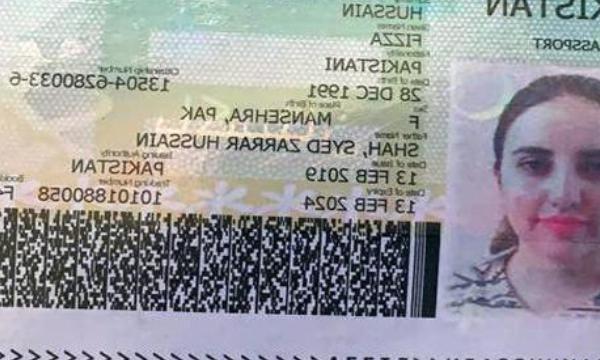 KISTAN
ASSPORT
HUSSAIN
Given Names
FIZZA
Nationality
PAKISTANI
Date of Birth Citizenship Number
28 DEC 1991 13504-6280033-6
Sex Place of Birth
F MANSEHRA, PAK
Father Name
SHAH, SYED ZARRAR HUSSAIN
Date of Issue Issuing Authority
13 FEB 2019 PAKISTAN
Date of Expiry Tracking Number
13 FEB 2024 10101880058